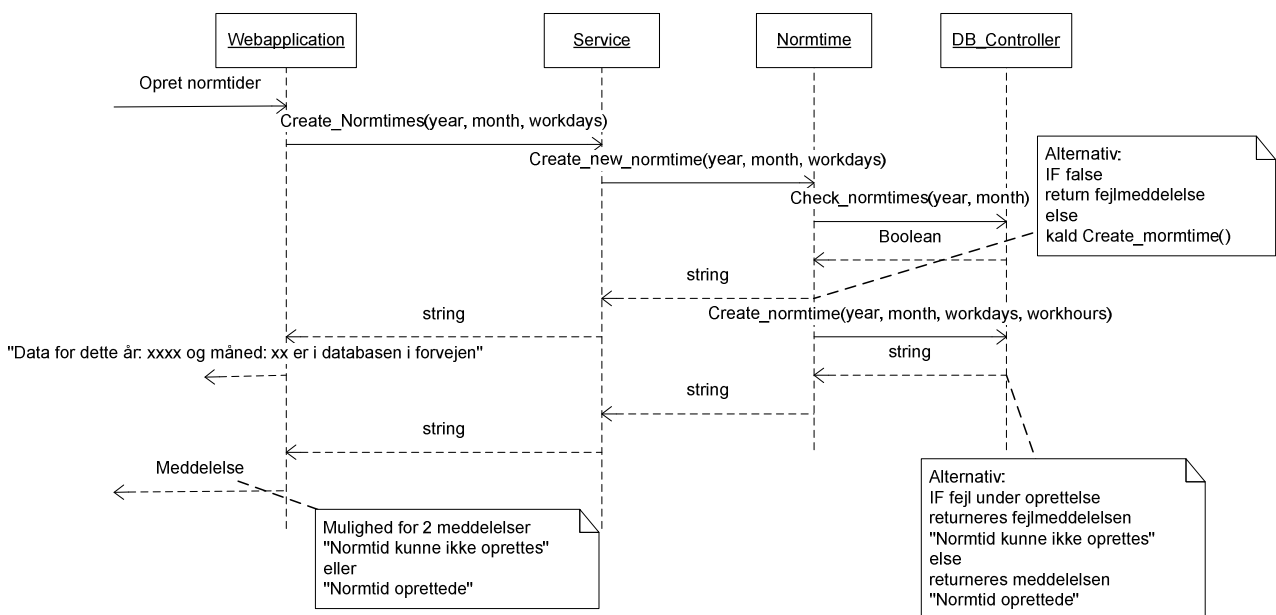 Webapplication
Service
Normtime
DB_Controller
Opret normtider
Create_Normtimes(year, month, workdays)
Create_new_normtime(year, month, workdays)
Check_normtimes(year, month)
Boolean
Alternativ:
IF false
return fejlmeddelelse
else
kald Create_mormtime()
string
string
Create_normtime(year, month, workdays, workhours)
"Data for dette år: xxxx og måned: xx er i databasen i forvejen"
string
string
string
Meddelelse
Mulighed for 2 meddelelser
"Normtid kunne ikke oprettes"
eller
"Normtid oprettede"
Alternativ:
IF fejl under oprettelse
returneres fejlmeddelelsen
"Normtid kunne ikke oprettes"
else
returneres meddelelsen
"Normtid oprettede"